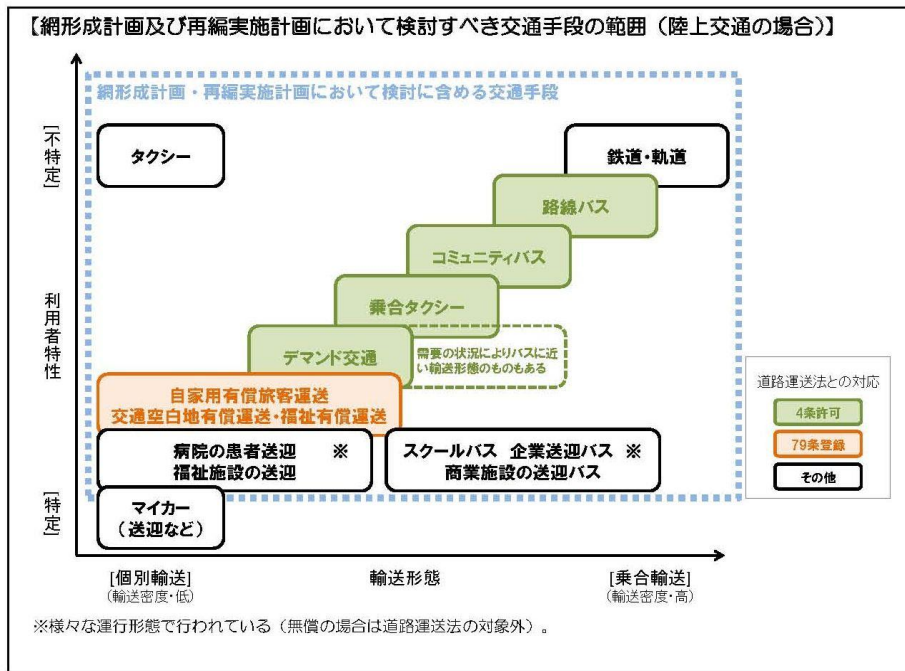 【網形成計画及び再編実施計画において検討すべき交通手段の範囲（陸上交通の場合）】
網形成計画・再編実施計画において検討に含める交通手段
[不特定]
タクシー
鉄道・軌道
路線バス
コミュニティバス
乗合タクシー
利用者特性
デマンド交通
需要の状況によりバスに近
い輸送形態のものもある
自家用有償旅客運送
交通空白地有償運送・福祉有償運送
病院の患者送迎　※
福祉施設の送迎
スクールバス　企業送迎バス　※
商業施設の送迎バス
[特定]
マイカー
（送迎など）
道路運送法との対応
4条許可
79条登録
その他
[個別輸送]
（輸送密度・低）
輸送形態
[乗合輸送]
（輸送密度・高）
※様々な運行形態で行われている（無償の場合は道路運送法の対象外）。